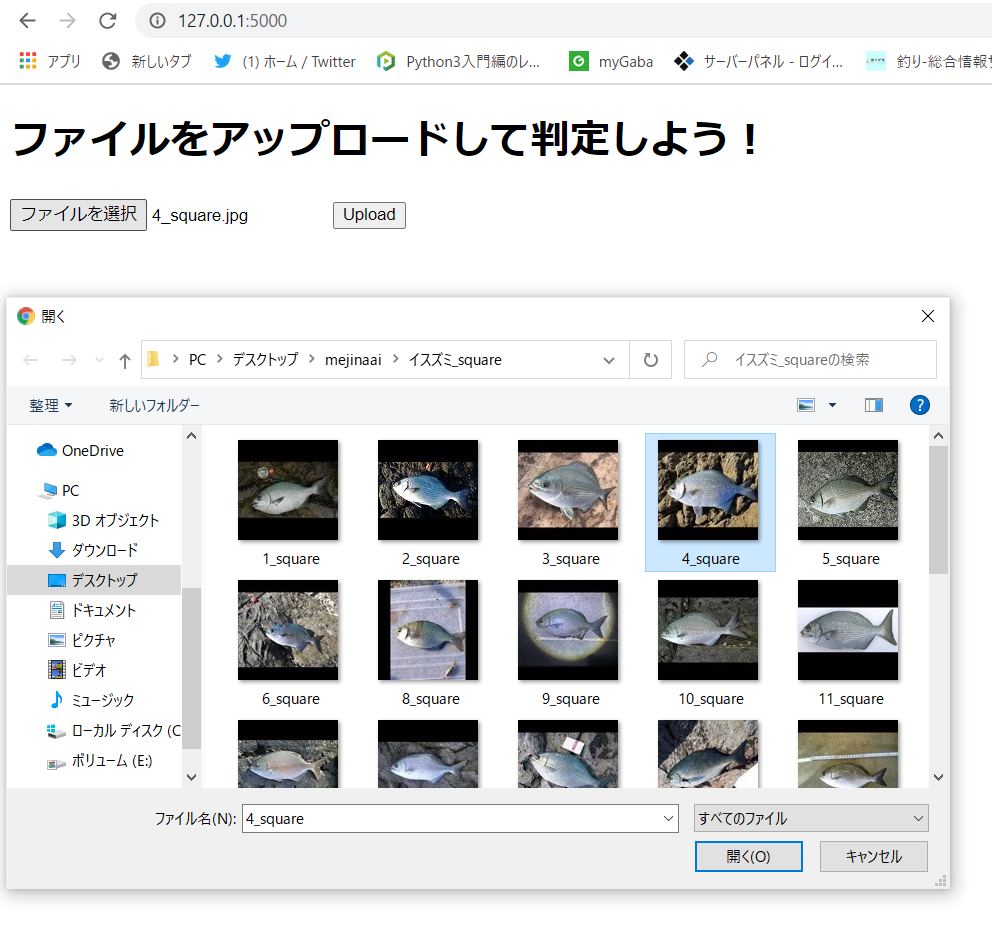 127.0.0.1:5000
アプリ 新しいタブ (1) ホーム / Twitter Python3入門編のレ... myGaba サーバーパネル - ログイ... 釣り-総合情報
ファイルをアップロードして判定しよう！
ファイルを選択 4_square.jpg Upload
開く
PC デスクトップ mejinaai イスズミ_square イスズミ_squareの検索
整理 新しいフォルダー
OneDrive
PC
3D オブジェクト
ダウンロード
デスクトップ
ドキュメント
ピクチャ
ビデオ
ミュージック
ローカル ディスク (C
ボリューム (E:)
1_square 2_square 3_square 4_square 5_square
6_square 8_square 9_square 10_square 11_square
ファイル名(N): 4_square すべてのファイル
開く(O) キャンセル